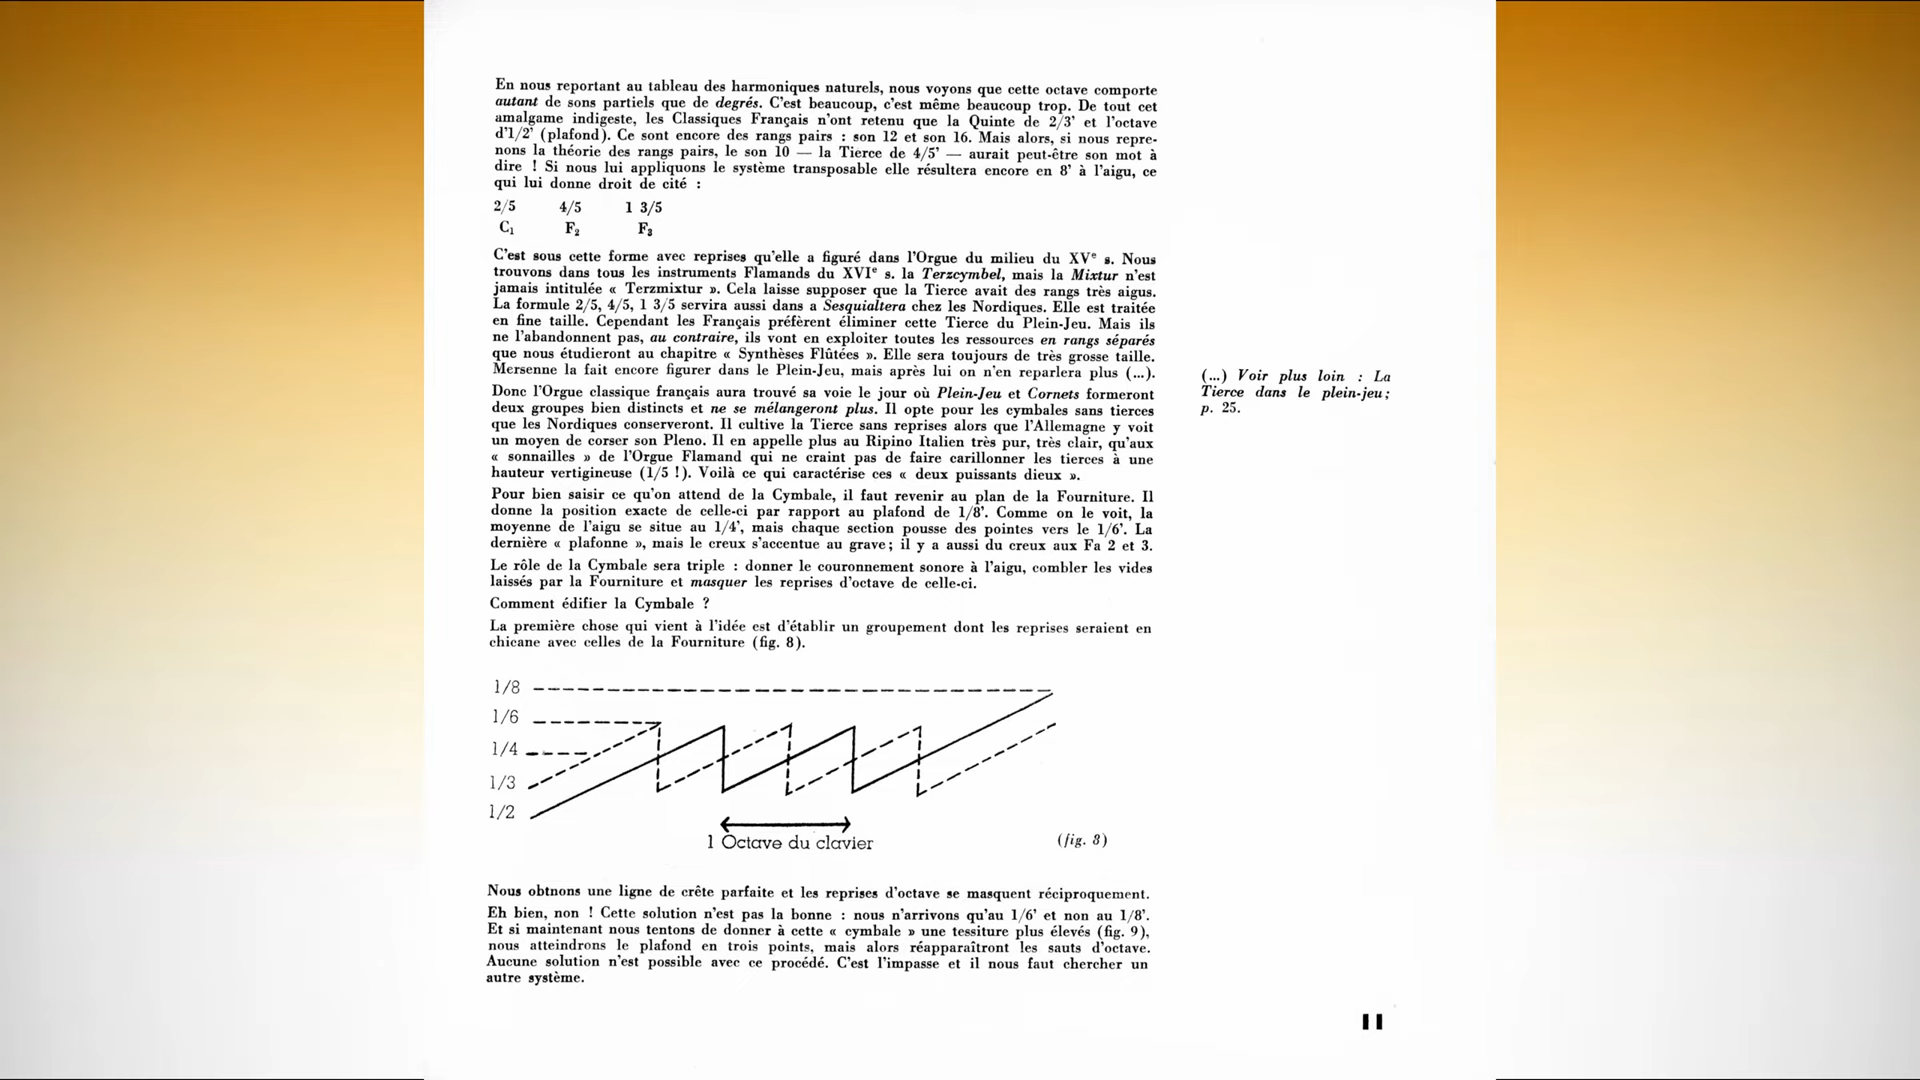 En nous reportant au tableau des harmoniques naturels, nous voyons que cette octave comporte
autant de sons partiels que de degrés. C'est beaucoup, c'est même beaucoup trop. De tout cet
amalgame indigeste, les Classiques Français n'ont retenu que la Quinte de 2/3' et l'octave
d'1/2' (plafond). Ce sont encore des rangs pairs : son 12 et son 16. Mais alors, si nous repre-
nons la théorie des rangs pairs, le son 10 — la Tierce de 4/5' — aurait peut-être son mot à
dire ! Si nous lui appliquons le système transposable elle résultera encore en 8' à l'aigu, ce
qui lui donne droit de cité :
2/5 4/5 1 3/5
C₁ F₂ F₃
C'est sous cette forme avec reprises qu'elle a figuré dans l'Orgue du milieu du XVᵉ s. Nous
trouvons dans tous les instruments Flamands du XVIᵉ s. la Terzcymbel, mais la Mixtur n'est
jamais intitulée « Terzmixtur ». Cela laisse supposer que la Tierce avait des rangs très aigus.
La formule 2/5, 4/5, 1 3/5 servira aussi dans a Sesquialtera chez les Nordiques. Elle est traitée
en fine taille. Cependant les Français préfèrent éliminer cette Tierce du Plein-Jeu. Mais ils
ne l'abandonnent pas, au contraire, ils vont en exploiter toutes les ressources en rangs séparés
que nous étudieront au chapitre « Synthèses Flûtées ». Elle sera toujours de très grosse taille.
Mersenne la fait encore figurer dans le Plein-Jeu, mais après lui on n'en reparlera plus (...).
(...) Voir plus loin : La
Tierce dans le plein-jeu;
p. 25.
Donc l'Orgue classique français aura trouvé sa voie le jour où Plein-Jeu et Cornets formeront
deux groupes bien distincts et ne se mélangeront plus. Il opte pour les cymbales sans tierces
que les Nordiques conserveront. Il cultive la Tierce sans reprises alors que l'Allemagne y voit
un moyen de corser son Pleno. Il en appelle plus au Ripino Italien très pur, très clair, qu'aux
« sonnailles » de l'Orgue Flamand qui ne craint pas de faire carillonner les tierces à une
hauteur vertigineuse (1/5 !). Voilà ce qui caractérise ces « deux puissants dieux ».
Pour bien saisir ce qu'on attend de la Cymbale, il faut revenir au plan de la Fourniture. Il
donne la position exacte de celle-ci par rapport au plafond de 1/8'. Comme on le voit, la
moyenne de l'aigu se situe au 1/4', mais chaque section pousse des pointes vers le 1/6'. La
dernière « plafonne », mais le creux s'accentue au grave; il y a aussi du creux aux Fa 2 et 3.
Le rôle de la Cymbale sera triple : donner le couronnement sonore à l'aigu, combler les vides
laissés par la Fourniture et masquer les reprises d'octave de celle-ci.
Comment édifier la Cymbale ?
La première chose qui vient à l'idée est d'établir un groupement dont les reprises seraient en
chicane avec celles de la Fourniture (fig. 8).
1/8
1/6
1/4
1/3
1/2
1 Octave du clavier
(fig. 8)
Nous obtnons une ligne de crête parfaite et les reprises d'octave se masquent réciproquement.
Eh bien, non ! Cette solution n'est pas la bonne : nous n'arrivons qu'au 1/6' et non au 1/8'.
Et si maintenant nous tentons de donner à cette « cymbale » une tessiture plus élevés (fig. 9),
nous atteindrons le plafond en trois points, mais alors réapparaîtront les sauts d'octave.
Aucune solution n'est possible avec ce procédé. C'est l'impasse et il nous faut chercher un
autre système.
11